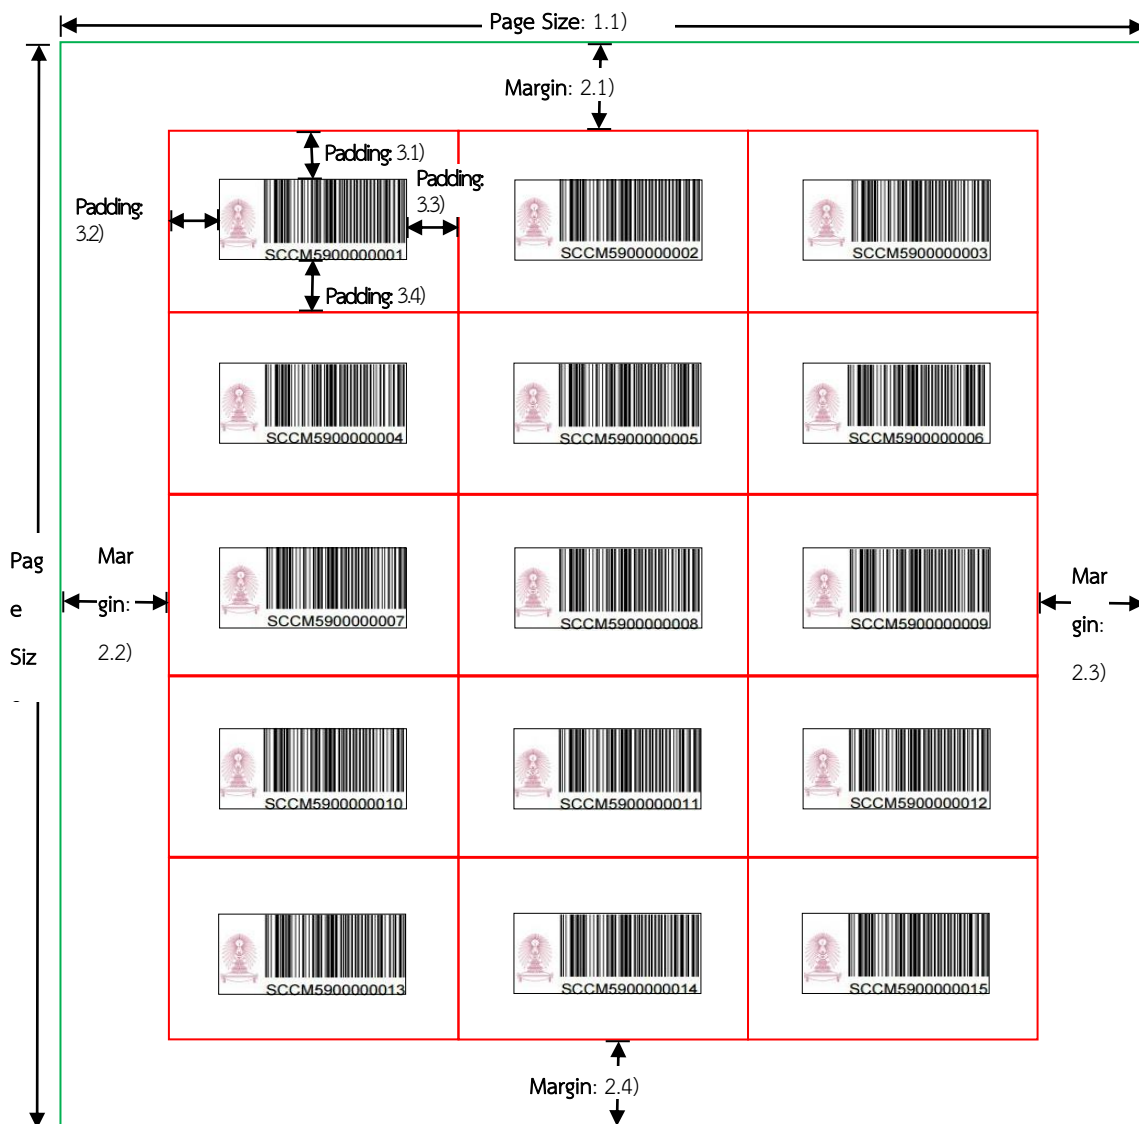 Page Size: 1.1)
Margin: 2.1)
Padding: 3.1)
Padding:
3.3)
Padding:
3.2)
SCCM5900000001
SCCM5900000002
SCCM5900000003
Padding: 3.4)
SCCM5900000004
SCCM5900000005
SCCM5900000006
Pag
e
Siz
Mar
gin:
2.2)
Mar
gin:
2.3)
SCCM5900000007
SCCM5900000008
SCCM5900000009
SCCM5900000010
SCCM5900000011
SCCM5900000012
SCCM5900000013
SCCM5900000014
SCCM5900000015
Margin: 2.4)